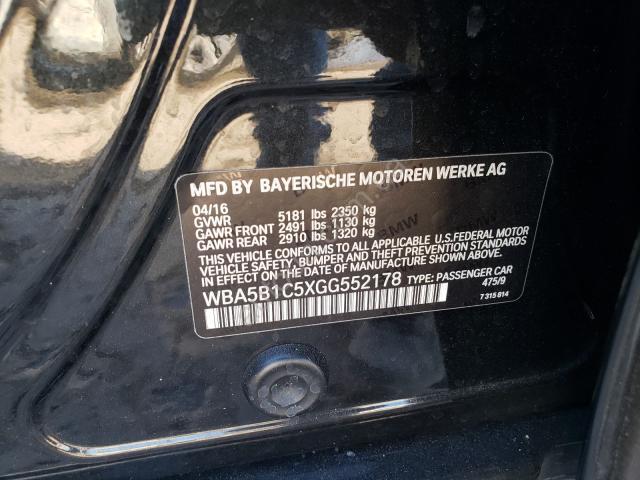 MFD BY BAYERISCHE MOTOREN WERKE AG
04/16
GVWR 5181 lbs 2350 kg
GAWR FRONT 2491 lbs 1130 kg
GAWR REAR 2910 lbs 1320 kg
THIS VEHICLE CONFORMS TO ALL APPLICABLE U.S.FEDERAL MOTOR
VEHICLE SAFETY, BUMPER, AND THEFT PREVENTION STANDARDS
IN EFFECT ON THE DATE OF MANUFACTURE SHOWN ABOVE.
WBA5B1C5XGG552178 TYPE: PASSENGER CAR
475/9
7 315 814